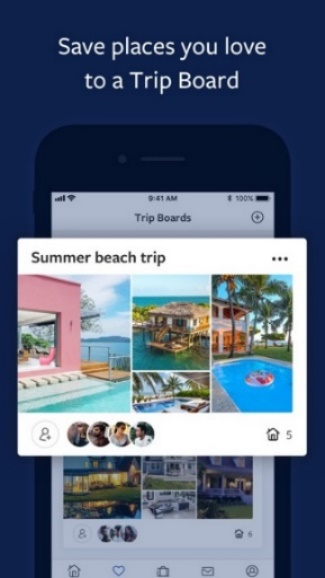 Save places you love
to a Trip Board
9:41 AM
100%
Trip Boards
Summer beach trip
5
6